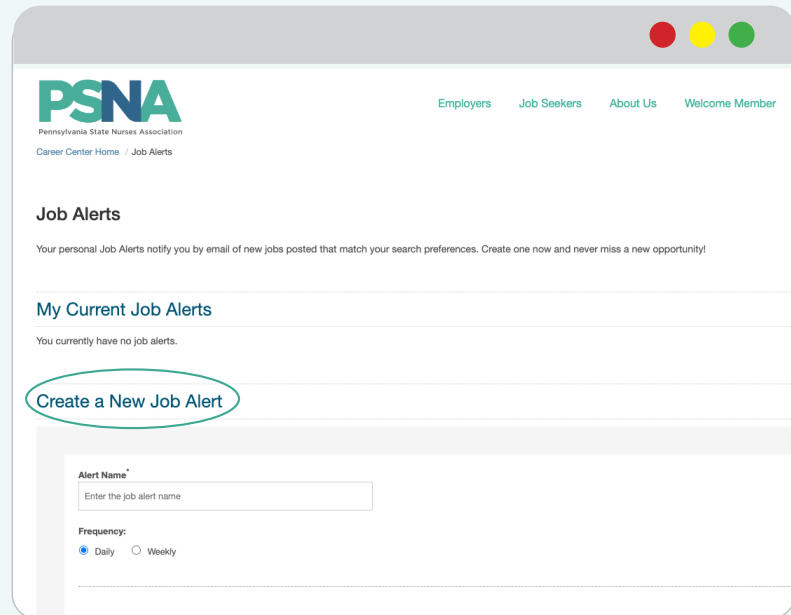 PSNA
Employers Job Seekers About Us Welcome Member
Pennsylvania State Nurses Association
Career Center Home / Job Alerts
Job Alerts
Your personal Job Alerts notify you by email of new jobs posted that match your search preferences. Create one now and never miss a new opportunity!
My Current Job Alerts
You currently have no job alerts.
Create a New Job Alert
Alert Name*
Enter the job alert name
Frequency:
Daily Weekly